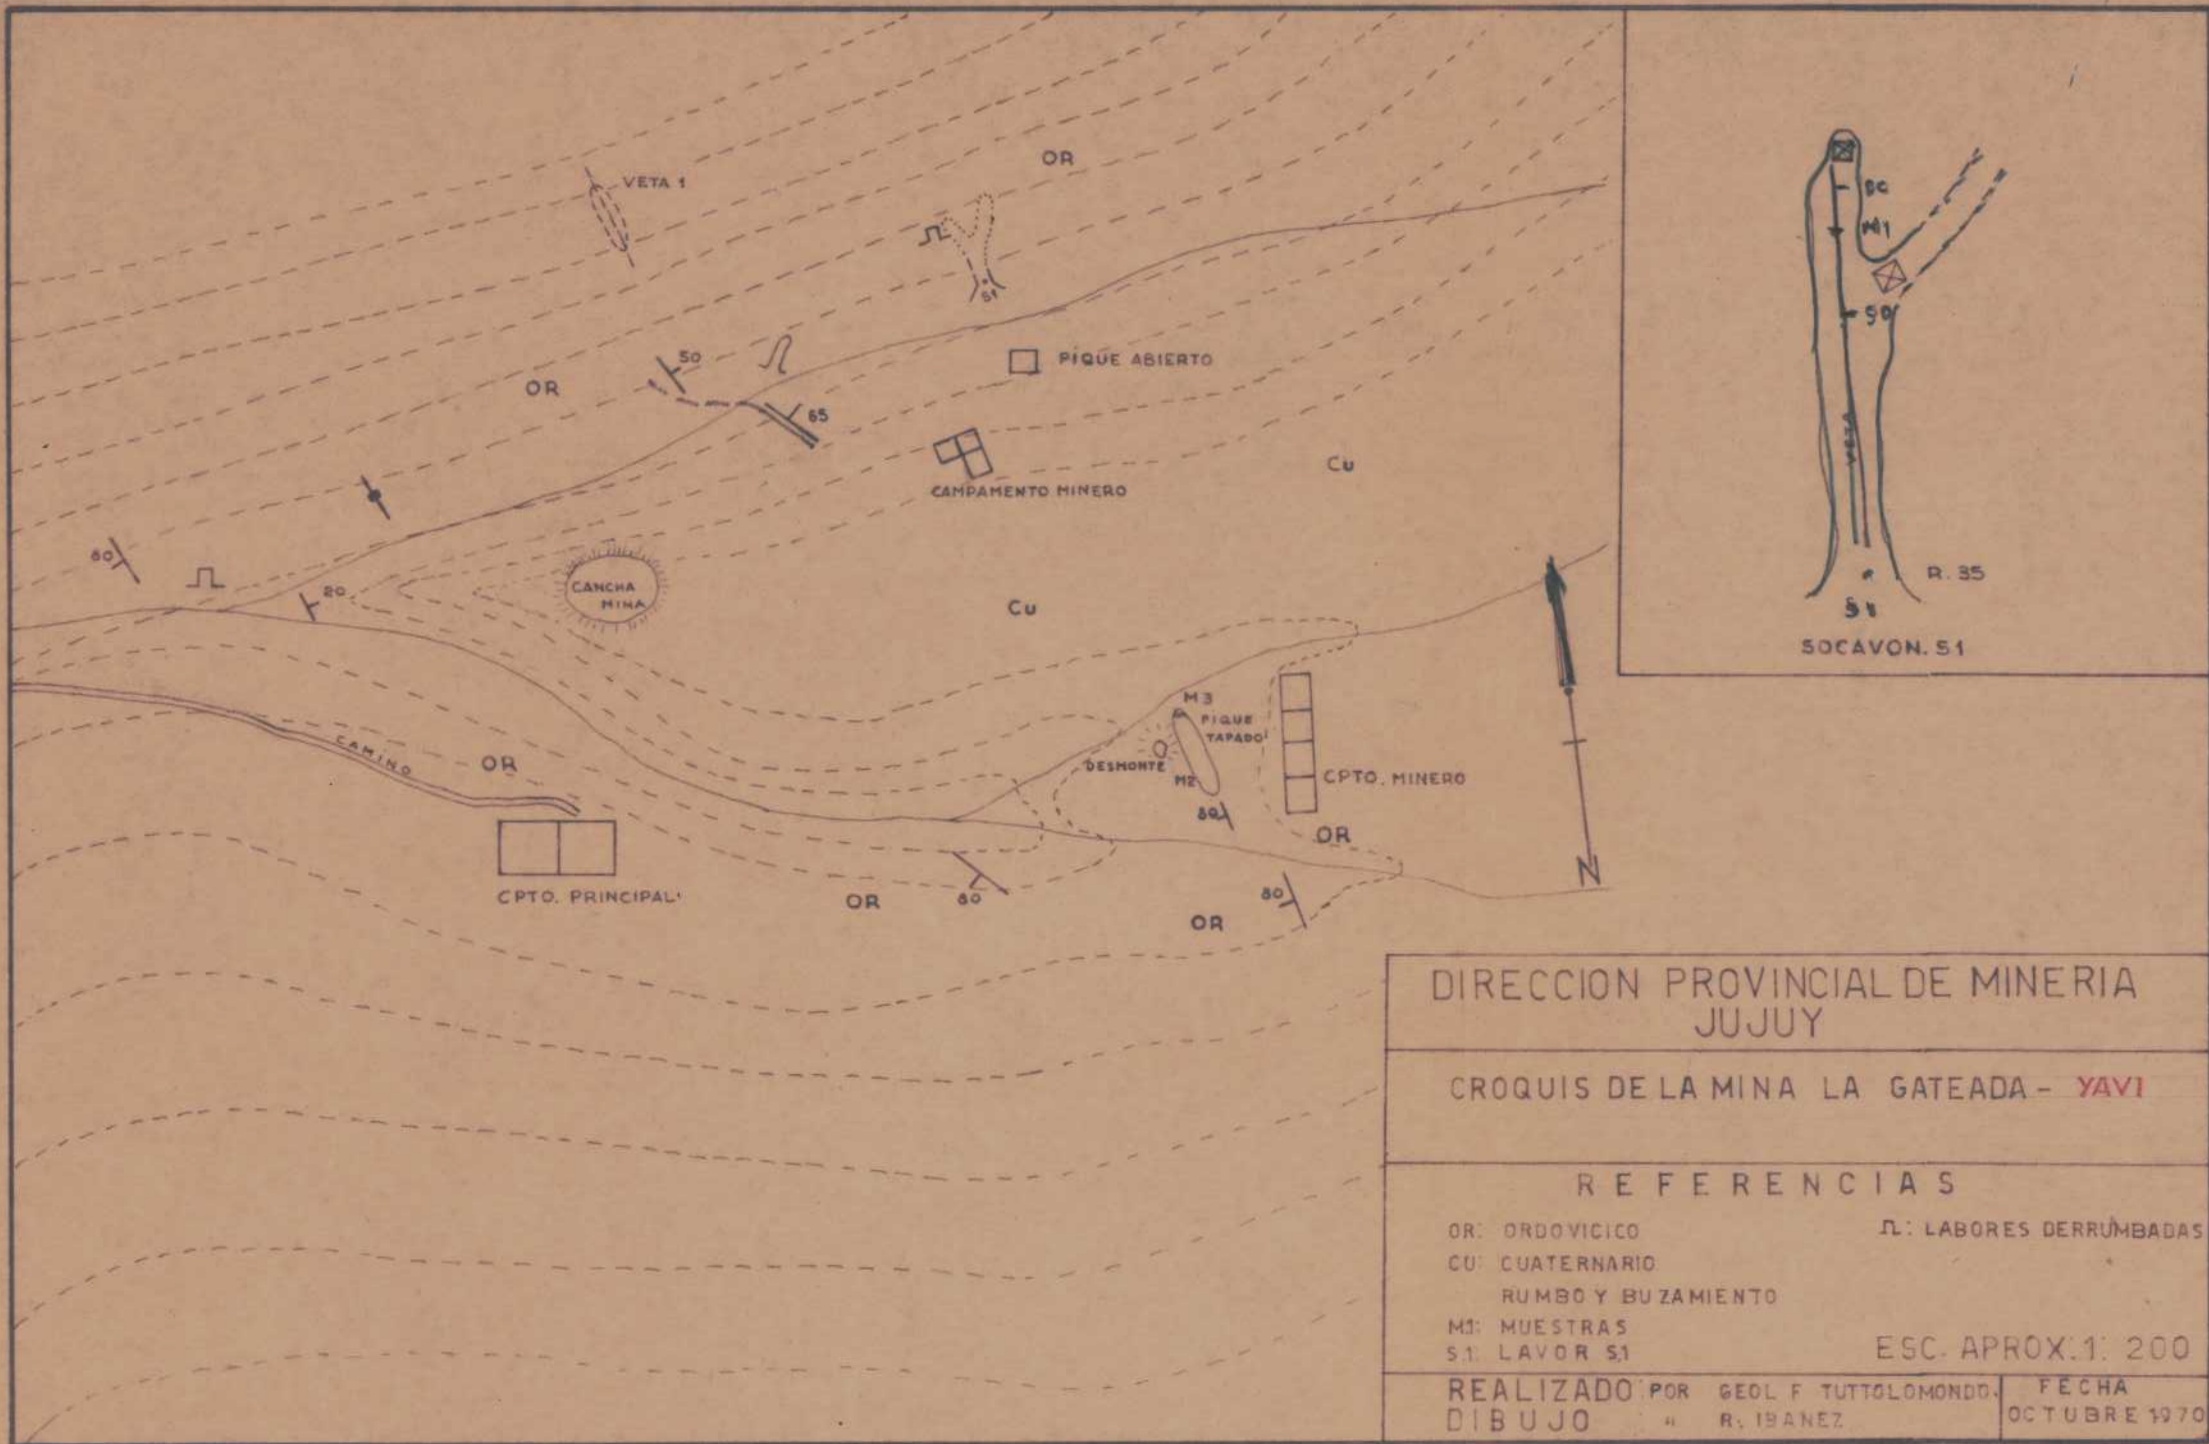 VETA 1
OR
S1
50
PIQUE ABIERTO
OR
65
Cu
CAMPAMENTO MINERO
80
20
CANCHA
MINA
Cu
M3
PIQUE
TAPADO
DESMONTE
M2
CAMINO
OR
CPTO. MINERO
80
OR
CPTO. PRINCIPAL
OR
80
80
OR
N
M1
50
VETA
R. 35
S1
SOCAVON. S1
DIRECCION PROVINCIAL DE MINERIA
JUJUY
CROQUIS DE LA MINA LA GATEADA - YAVI
REFERENCIAS
OR: ORDOVICICO
Ω: LABORES DERRUMBADAS
CU: CUATERNARIO
RUMBO Y BUZAMIENTO
M1: MUESTRAS
S.1: LAVOR S.1
ESC. APROX. 1: 200
REALIZADO POR GEOL F TUTTOLOMONDO.
DIBUJO " R. IBANEZ
FECHA
OCTUBRE 1970